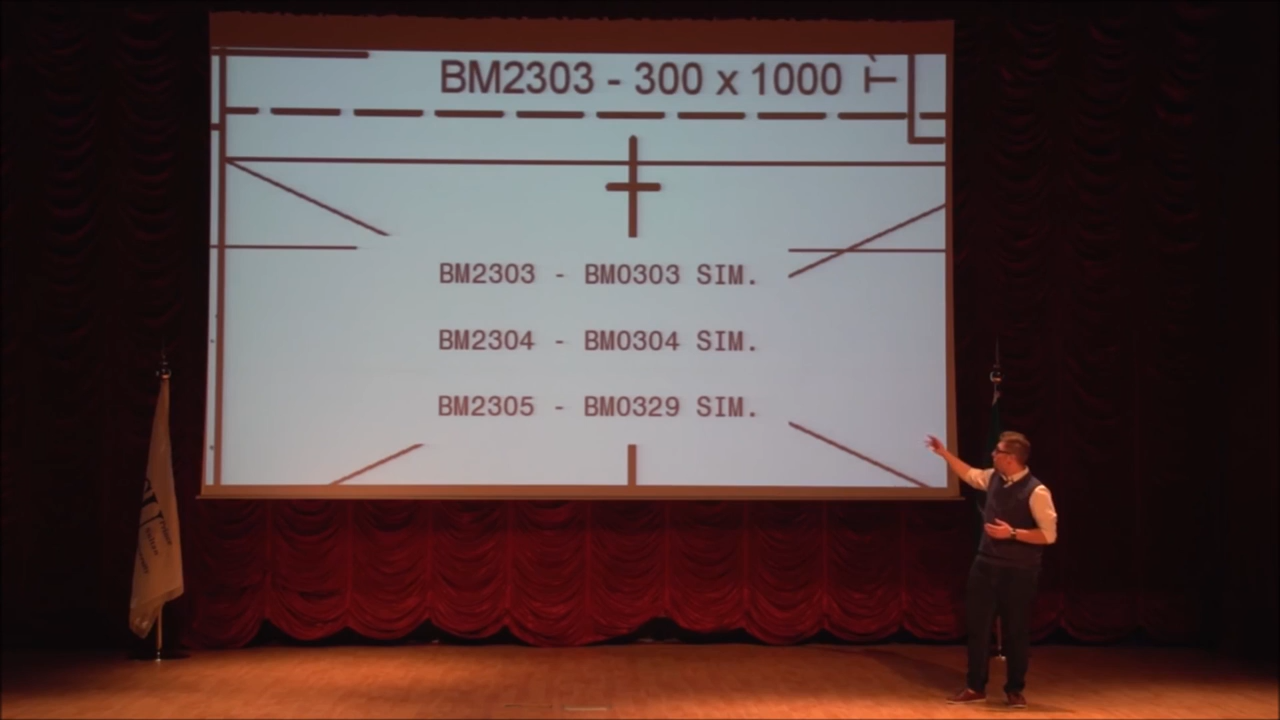 BM2303 - 300 x 1000
BM2303 - BM0303 SIM.
BM2304 - BM0304 SIM.
BM2305 - BM0329 SIM.